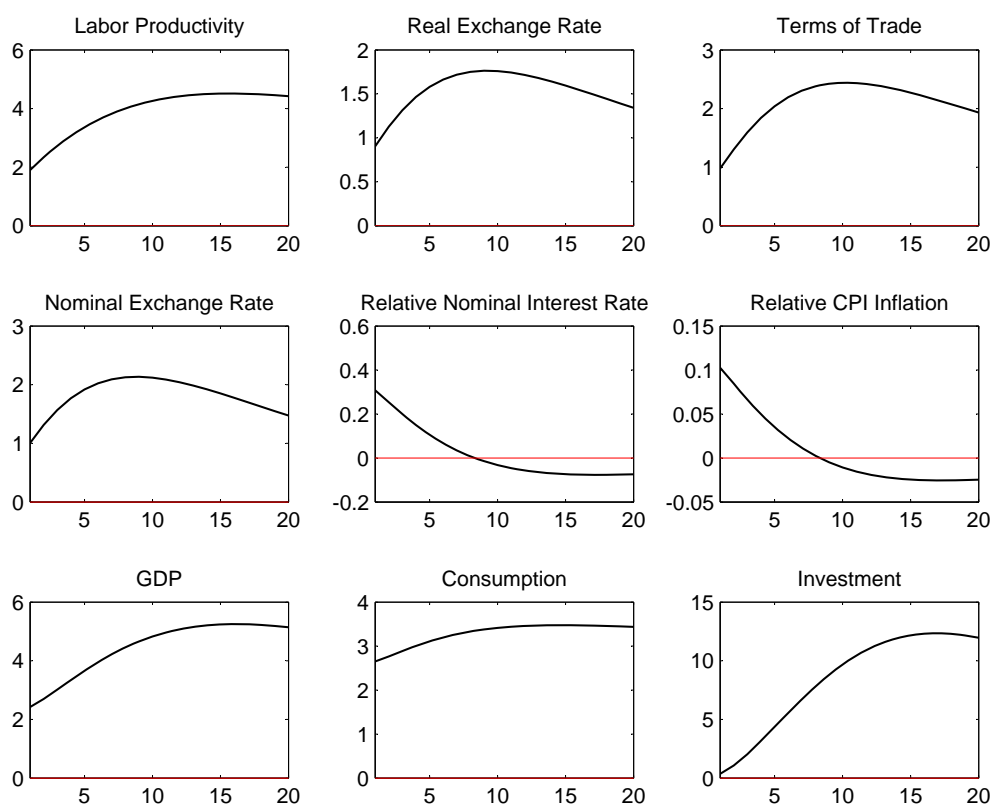 Labor Productivity
6
4
2
0
5 10 15 20
Real Exchange Rate
2
1.5
1
0.5
0
5 10 15 20
Terms of Trade
3
2
1
0
5 10 15 20
Nominal Exchange Rate
3
2
1
0
5 10 15 20
Relative Nominal Interest Rate
0.6
0.4
0.2
0
-0.2
5 10 15 20
Relative CPI Inflation
0.15
0.1
0.05
0
-0.05
5 10 15 20
GDP
6
4
2
0
5 10 15 20
Consumption
4
3
2
1
0
5 10 15 20
Investment
15
10
5
0
5 10 15 20